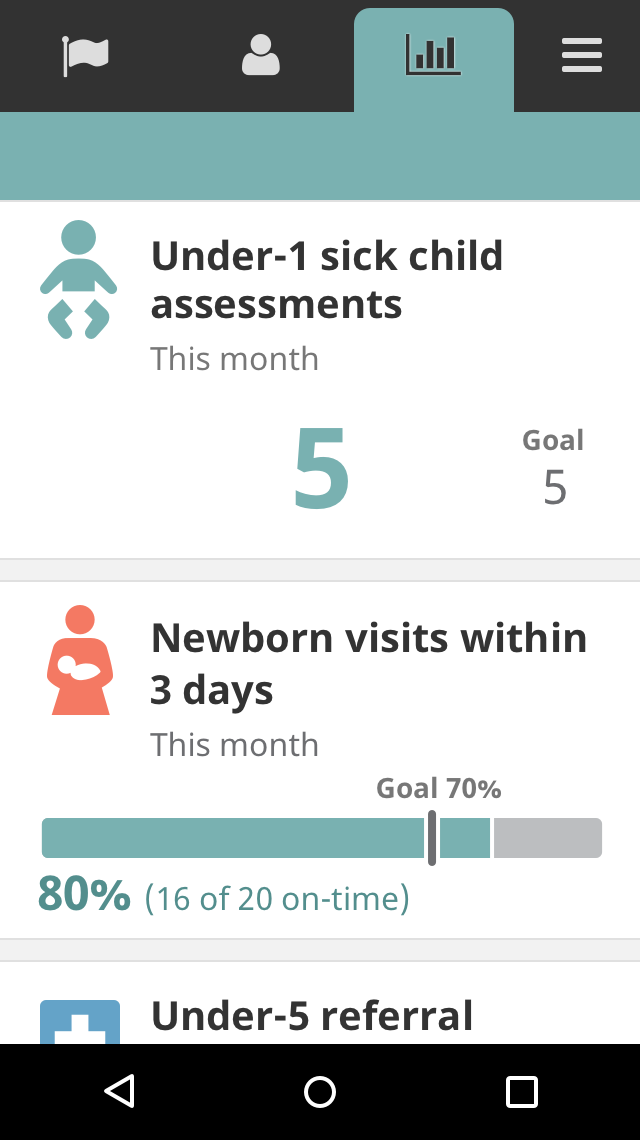 Under-1 sick child
assessments
This month
5
Goal
5
Newborn visits within
3 days
This month
Goal 70%
80% (16 of 20 on-time)
Under-5 referral